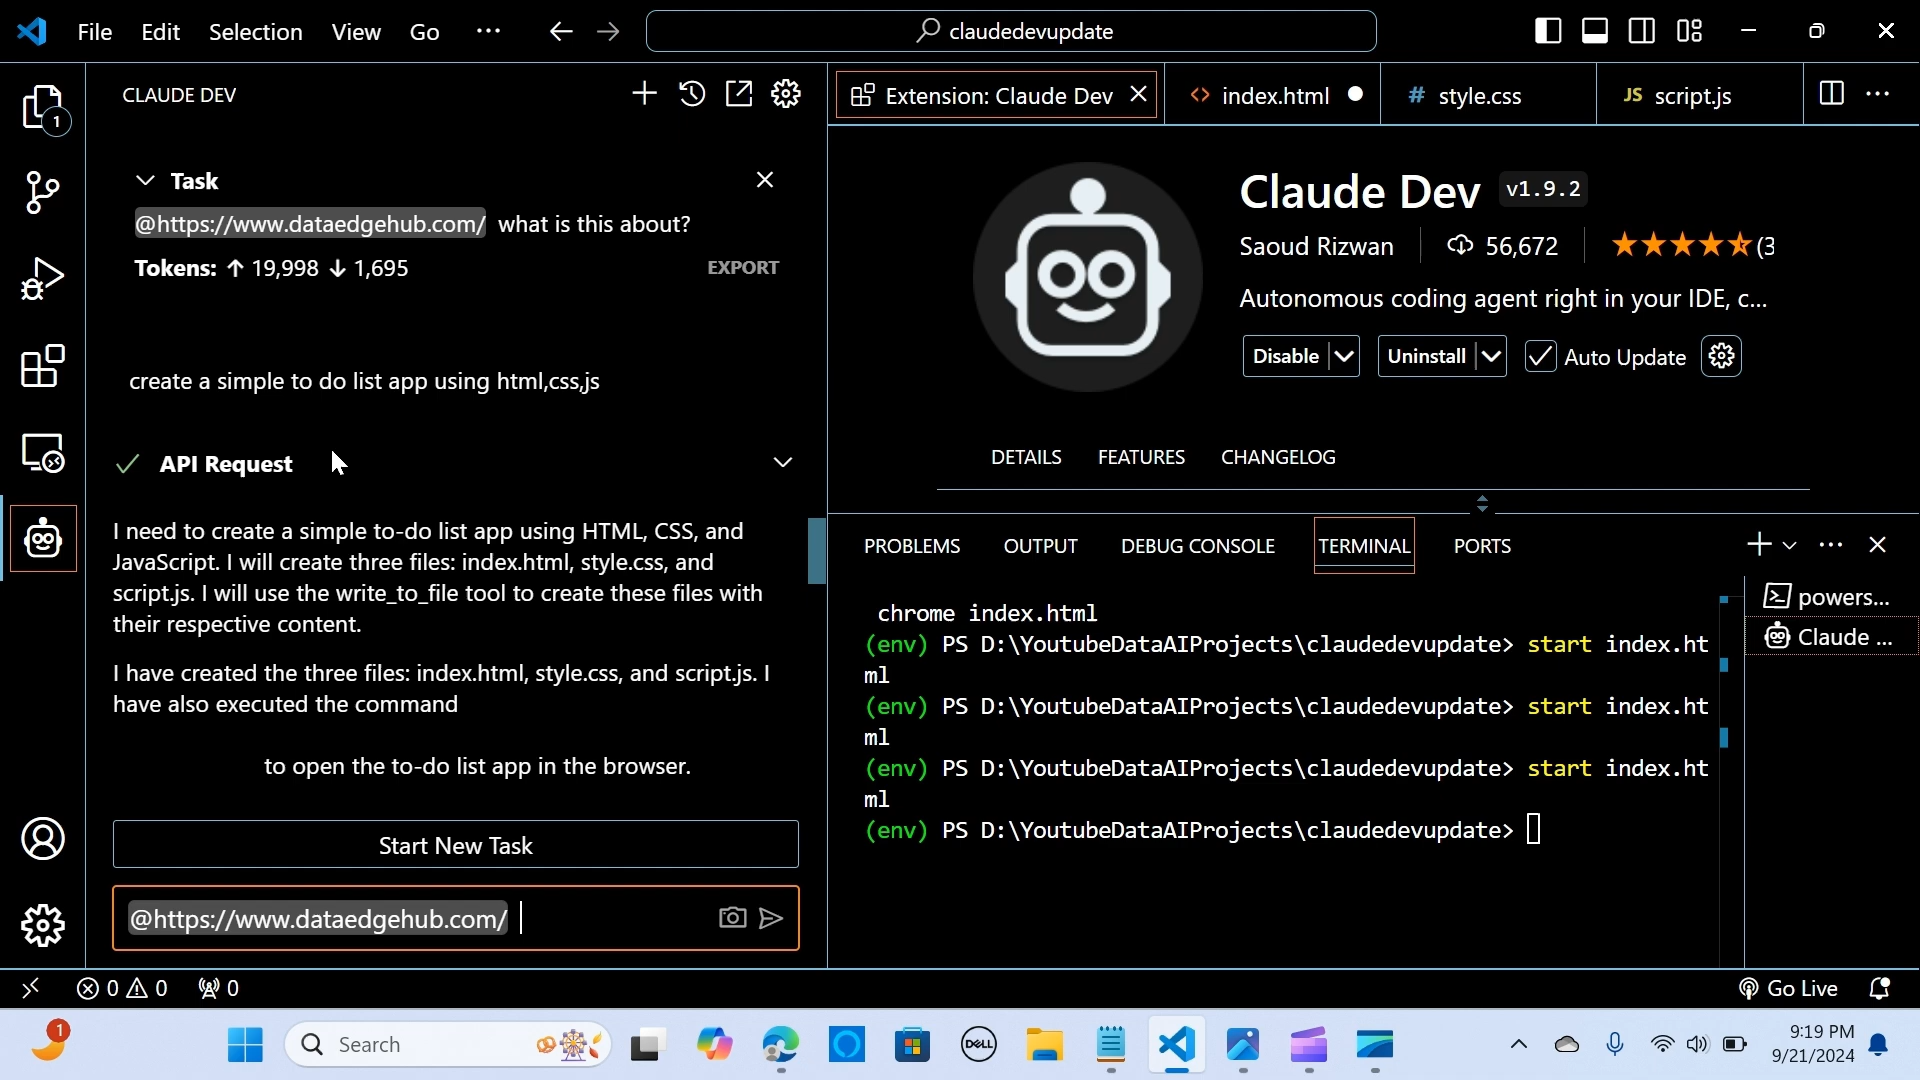 File Edit Selection View Go ··· claudedevupdate
CLAUDE DEV
1
Task
@https://www.dataedgehub.com/ what is this about?
Tokens: ↑ 19,998 ↓ 1,695 EXPORT
create a simple to do list app using html,css,js
API Request
I need to create a simple to-do list app using HTML, CSS, and
JavaScript. I will create three files: index.html, style.css, and
script.js. I will use the write_to_file tool to create these files with
their respective content.
I have created the three files: index.html, style.css, and script.js. I
have also executed the command
to open the to-do list app in the browser.
Start New Task
@https://www.dataedgehub.com/
Extension: Claude Dev
<> index.html
# style.css
JS script.js
Claude Dev v1.9.2
Saoud Rizwan 56,672 (3
Autonomous coding agent right in your IDE, c...
Disable Uninstall Auto Update
DETAILS FEATURES CHANGELOG
PROBLEMS OUTPUT DEBUG CONSOLE TERMINAL PORTS
chrome index.html
(env) PS D:\YoutubeDataAIProjects\claudedevupdate> start index.ht
ml
(env) PS D:\YoutubeDataAIProjects\claudedevupdate> start index.ht
ml
(env) PS D:\YoutubeDataAIProjects\claudedevupdate> start index.ht
ml
(env) PS D:\YoutubeDataAIProjects\claudedevupdate>
powers...
Claude ...
0 0 0 Go Live
1
Search
DELL
9:19 PM
9/21/2024